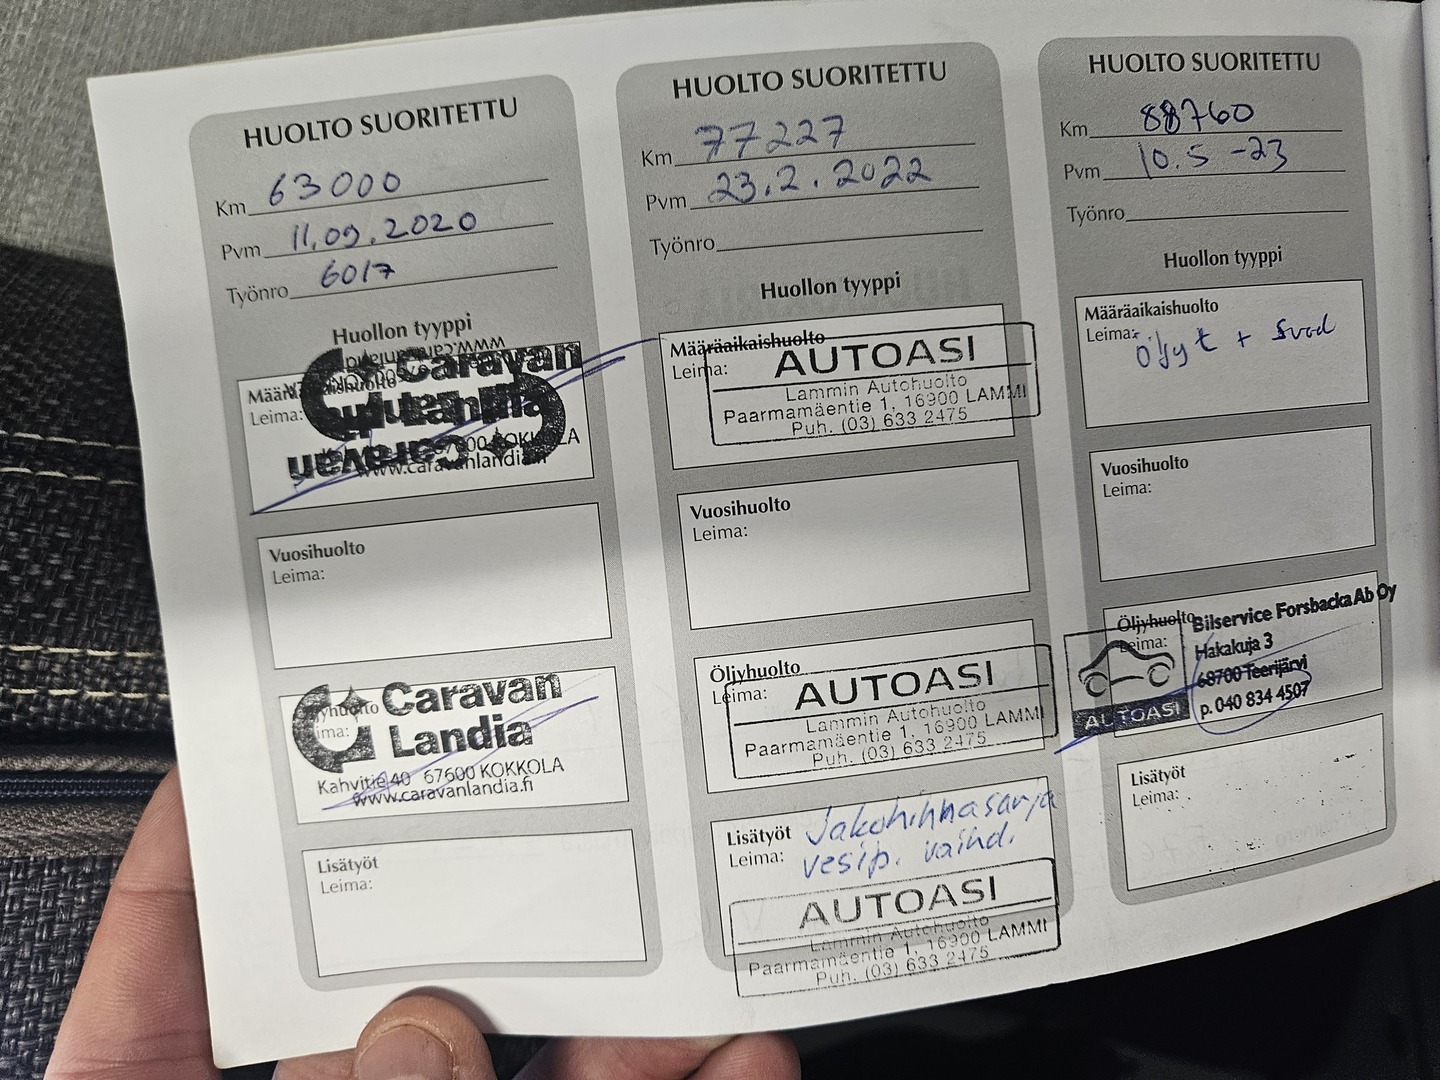 HUOLTO SUORITETTU
Km 63000
Pvm 11.09.2020
Työnro 6017
Huollon tyyppi
Määräaikaishuolto
Leima:
Caravan
Landia
67600 KOKKOLA
www.caravanlandia.fi
Vuosihuolto
Leima:
Öljyhuolto
Leima:
Caravan
Landia
Kahvitie 40 67600 KOKKOLA
www.caravanlandia.fi
Lisätyöt
Leima:
HUOLTO SUORITETTU
Km 77227
Pvm 23.2.2022
Työnro
Huollon tyyppi
Määräaikaishuolto
Leima:
AUTOASI
Lammin Autohuolto
Paarmamäentie 1, 16900 LAMMI
Puh. (03) 633 2475
Vuosihuolto
Leima:
Öljyhuolto
Leima:
AUTOASI
Lammin Autohuolto
Paarmamäentie 1, 16900 LAMMI
Puh. (03) 633 2475
Lisätyöt Jakohihnasarja
Leima: vesip. vaihd.
AUTOASI
Lammin Autohuolto
Paarmamäentie 1, 16900 LAMMI
Puh. (03) 633 2475
HUOLTO SUORITETTU
Km 88760
Pvm 10.5 -23
Työnro
Huollon tyyppi
Määräaikaishuolto
Leima: Öljyt +
Vuosihuolto
Leima:
Öljyhuolto
Leima:
AUTOASI
Bilservice Forsbacka Ab Oy
Hakakuja 3
68700 Teerijärvi
p. 040 834 4507
Lisätyöt
Leima: